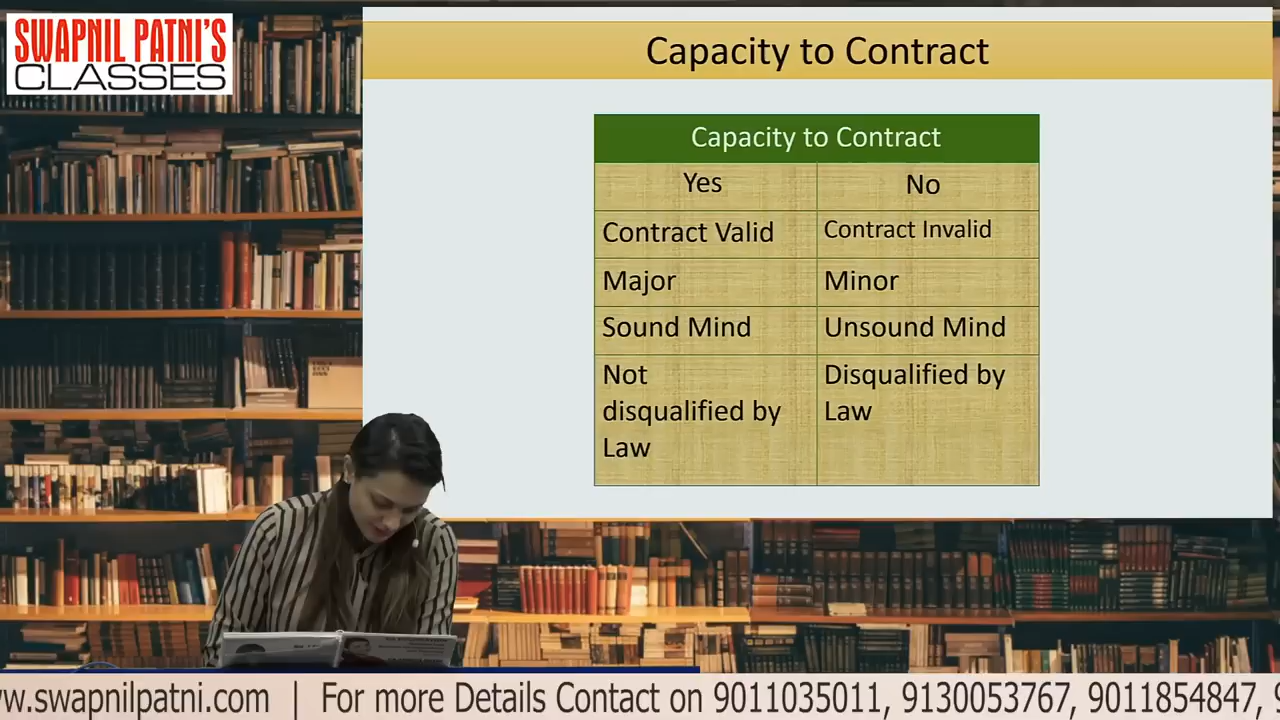 SWAPNIL PATNI'S
CLASSES
Capacity to Contract
Capacity to Contract
Yes
No
Contract Valid
Contract Invalid
Major
Minor
Sound Mind
Unsound Mind
Not
disqualified by
Law
Disqualified by
Law
w.swapnilpatni.com | For more Details Contact on 9011035011, 9130053767, 9011854847,